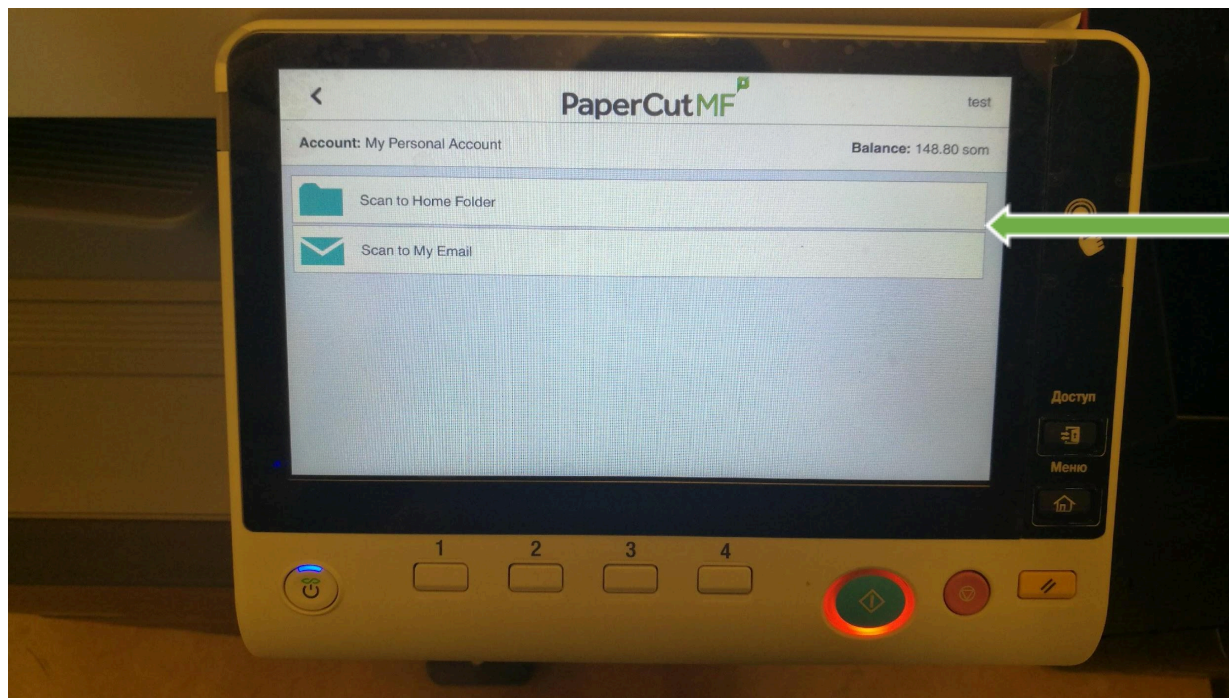 PaperCutMF
test
Account: My Personal Account
Balance: 148.80 som
Scan to Home Folder
Scan to My Email
Доступ
Меню
1 2 3 4